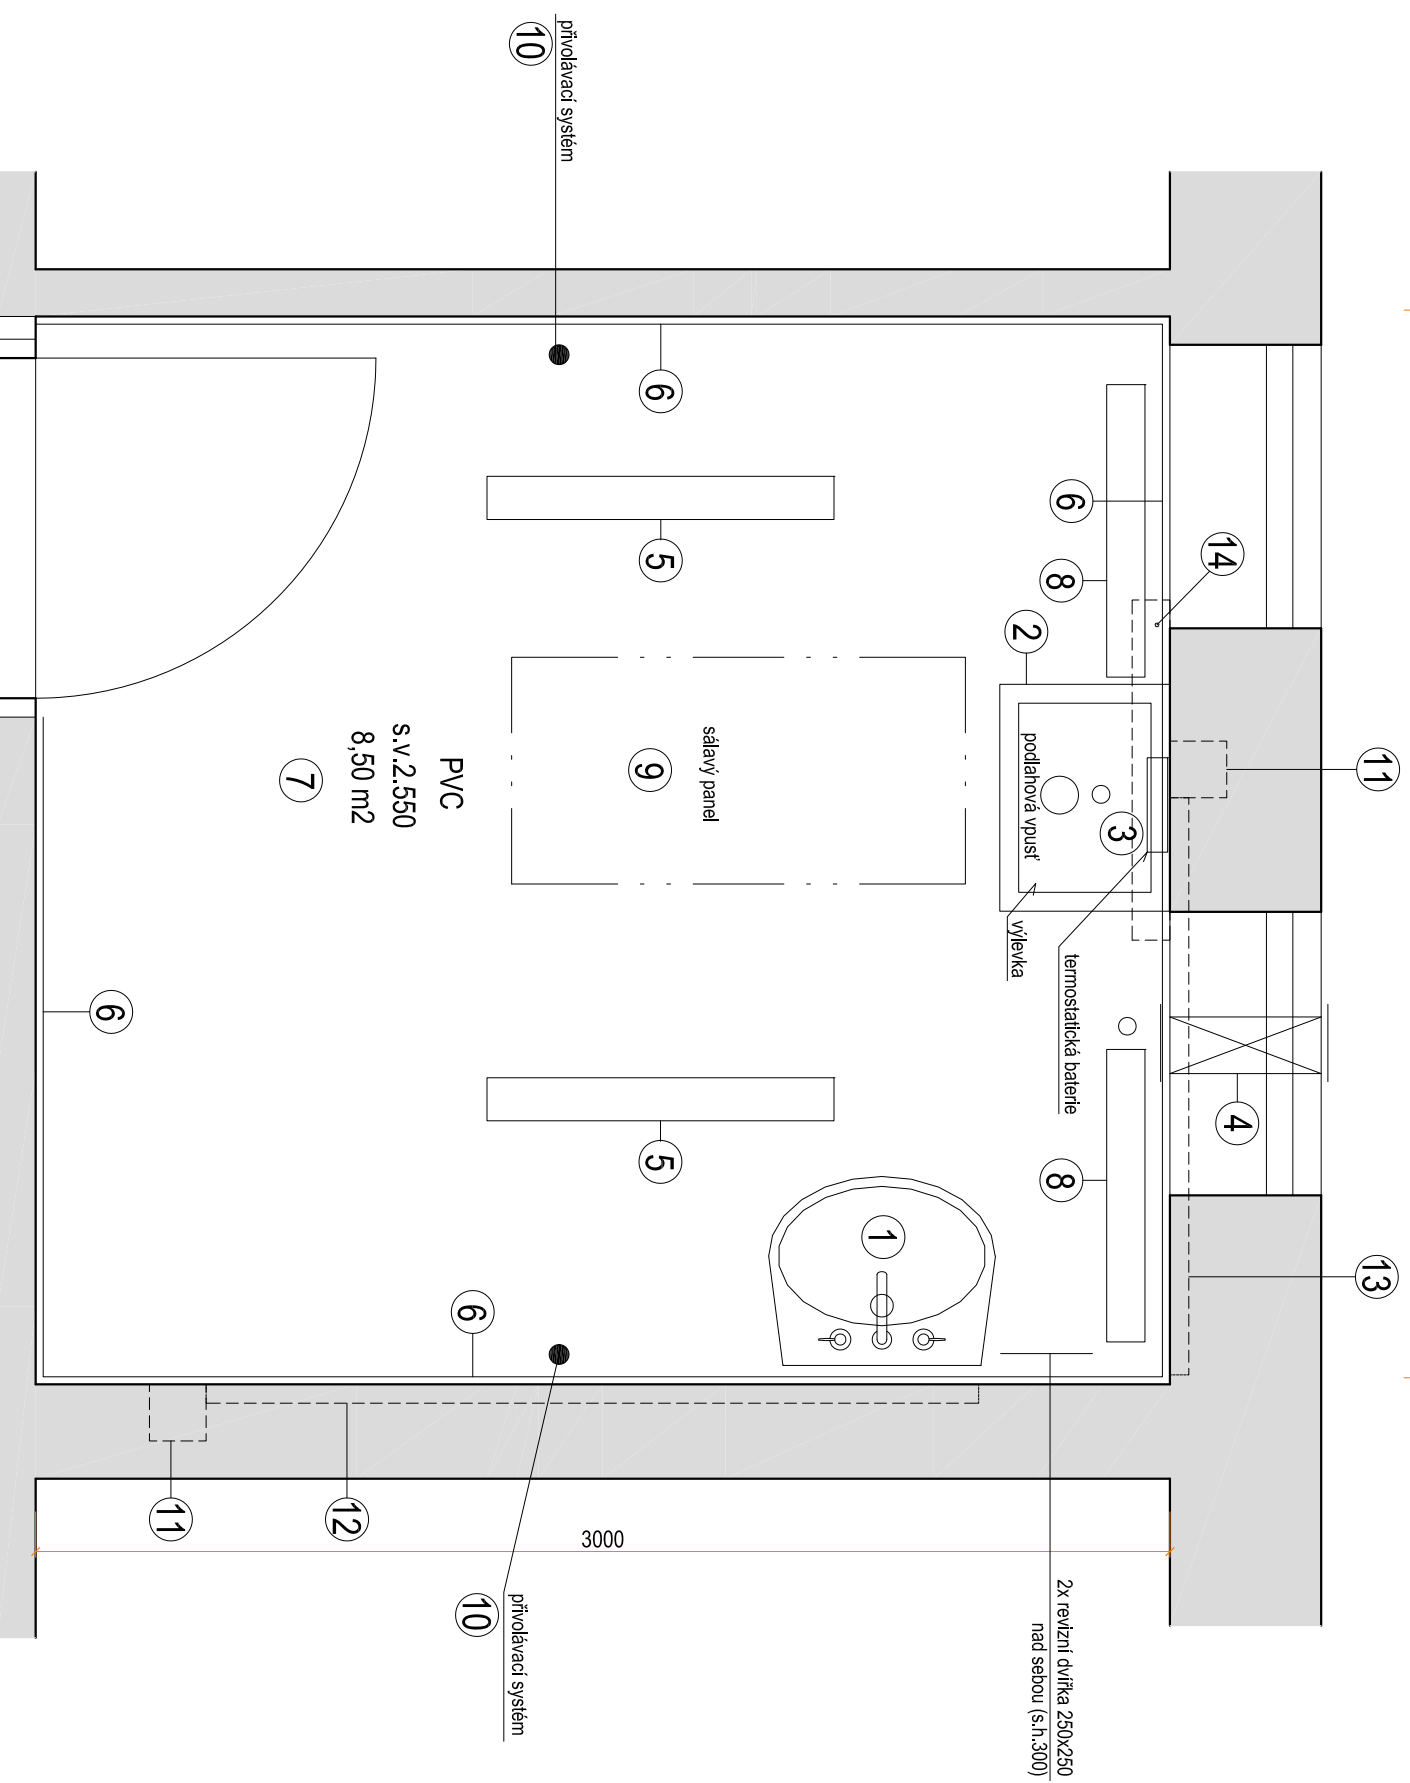 11
13
14
4
3
6
8
termostatická baterie
8
2x revizní dvířka 250x250
nad sebou (s.h.300)
2
podlahová vpusť
výlevka
1
sálavý panel
9
6
5
5
3000
přivolávací systém
10
přivolávací systém
10
6
PVC
s.v.2.550
8,50 m2
12
7
11
6